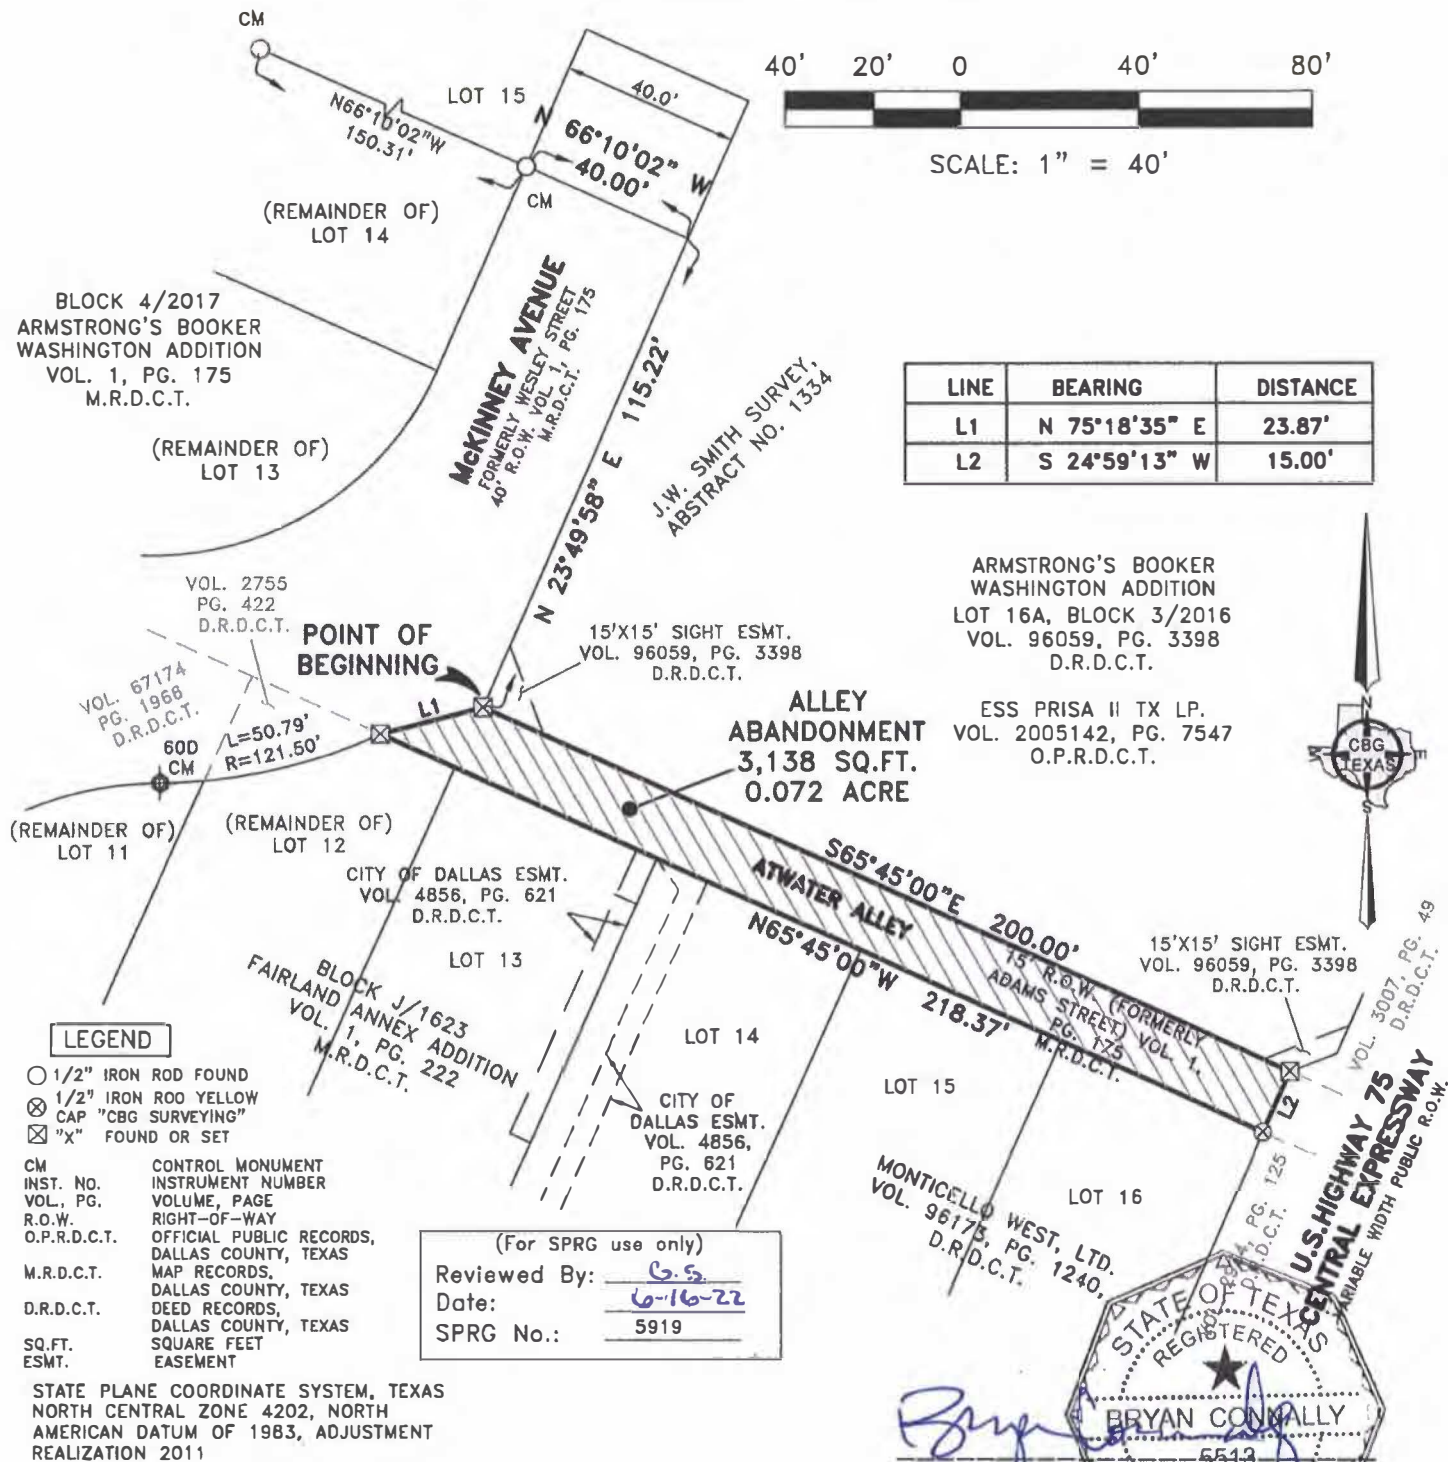 CM
N66°10'02"W
150.31'
LOT 15
40.0'
N 66°10'02" W
40.00'
CM
(REMAINDER OF)
LOT 14
40' 20' 0 40' 80'
SCALE: 1" = 40'
BLOCK 4/2017
ARMSTRONG'S BOOKER
WASHINGTON ADDITION
VOL. 1, PG. 175
M.R.D.C.T.
(REMAINDER OF)
LOT 13
McKINNEY AVENUE
FORMERLY WESLEY STREET
40' R.O.W. VOL. 1, PG. 175
M.R.D.C.T.
N 23°49'58" E 115.22'
J.W. SMITH SURVEY,
ABSTRACT NO. 1334
LINE BEARING DISTANCE
L1 N 75°18'35" E 23.87'
L2 S 24°59'13" W 15.00'
ARMSTRONG'S BOOKER
WASHINGTON ADDITION
LOT 16A, BLOCK 3/2016
VOL. 96059, PG. 3398
D.R.D.C.T.
ESS PRISA II TX LP.
VOL. 2005142, PG. 7547
O.P.R.D.C.T.
N
CBG
TEXAS
E
S
VOL. 2755
PG. 422
D.R.D.C.T.
POINT OF
BEGINNING
15'X15' SIGHT ESMT.
VOL. 96059, PG. 3398
D.R.D.C.T.
VOL. 67174
PG. 1966
D.R.D.C.T.
L1
L=50.79'
R=121.50'
60D
CM
ALLEY
ABANDONMENT
3,138 SQ.FT.
0.072 ACRE
(REMAINDER OF)
LOT 11
(REMAINDER OF)
LOT 12
CITY OF DALLAS ESMT.
VOL. 4856, PG. 621
D.R.D.C.T.
S65°45'00"E 200.00'
ATWATER ALLEY
N65°45'00"W 218.37'
15' R.O.W. (FORMERLY
ADAMS STREET) VOL. 1,
PG. 175
M.R.D.C.T.
15'X15' SIGHT ESMT.
VOL. 96059, PG. 3398
D.R.D.C.T.
VOL. 3007, PG. 49
D.R.D.C.T.
LOT 13
BLOCK J/1623
FAIRLAND ANNEX ADDITION
VOL. 1, PG. 222
M.R.D.C.T.
LOT 14
CITY OF
DALLAS ESMT.
VOL. 4856,
PG. 621
D.R.D.C.T.
LOT 15
L2
LOT 16
MONTICELLO WEST, LTD.
VOL. 96173, PG. 1240,
D.R.D.C.T.
PG. 125
D.R.D.C.T.
U.S.HIGHWAY 75
CENTRAL EXPRESSWAY
VARIABLE WIDTH PUBLIC R.O.W.
LEGEND
1/2" IRON ROD FOUND
1/2" IRON ROD YELLOW
CAP "CBG SURVEYING"
"X" FOUND OR SET
CM CONTROL MONUMENT
INST. NO. INSTRUMENT NUMBER
VOL., PG. VOLUME, PAGE
R.O.W. RIGHT-OF-WAY
O.P.R.D.C.T. OFFICIAL PUBLIC RECORDS,
DALLAS COUNTY, TEXAS
M.R.D.C.T. MAP RECORDS,
DALLAS COUNTY, TEXAS
D.R.D.C.T. DEED RECORDS,
DALLAS COUNTY, TEXAS
SQ.FT. SQUARE FEET
ESMT. EASEMENT
(For SPRG use only)
Reviewed By: G.S.
Date: 6-16-22
SPRG No.: 5919
STATE PLANE COORDINATE SYSTEM, TEXAS
NORTH CENTRAL ZONE 4202, NORTH
AMERICAN DATUM OF 1983, ADJUSTMENT
REALIZATION 2011
STATE OF TEXAS
REGISTERED
BRYAN CONNALLY
5513